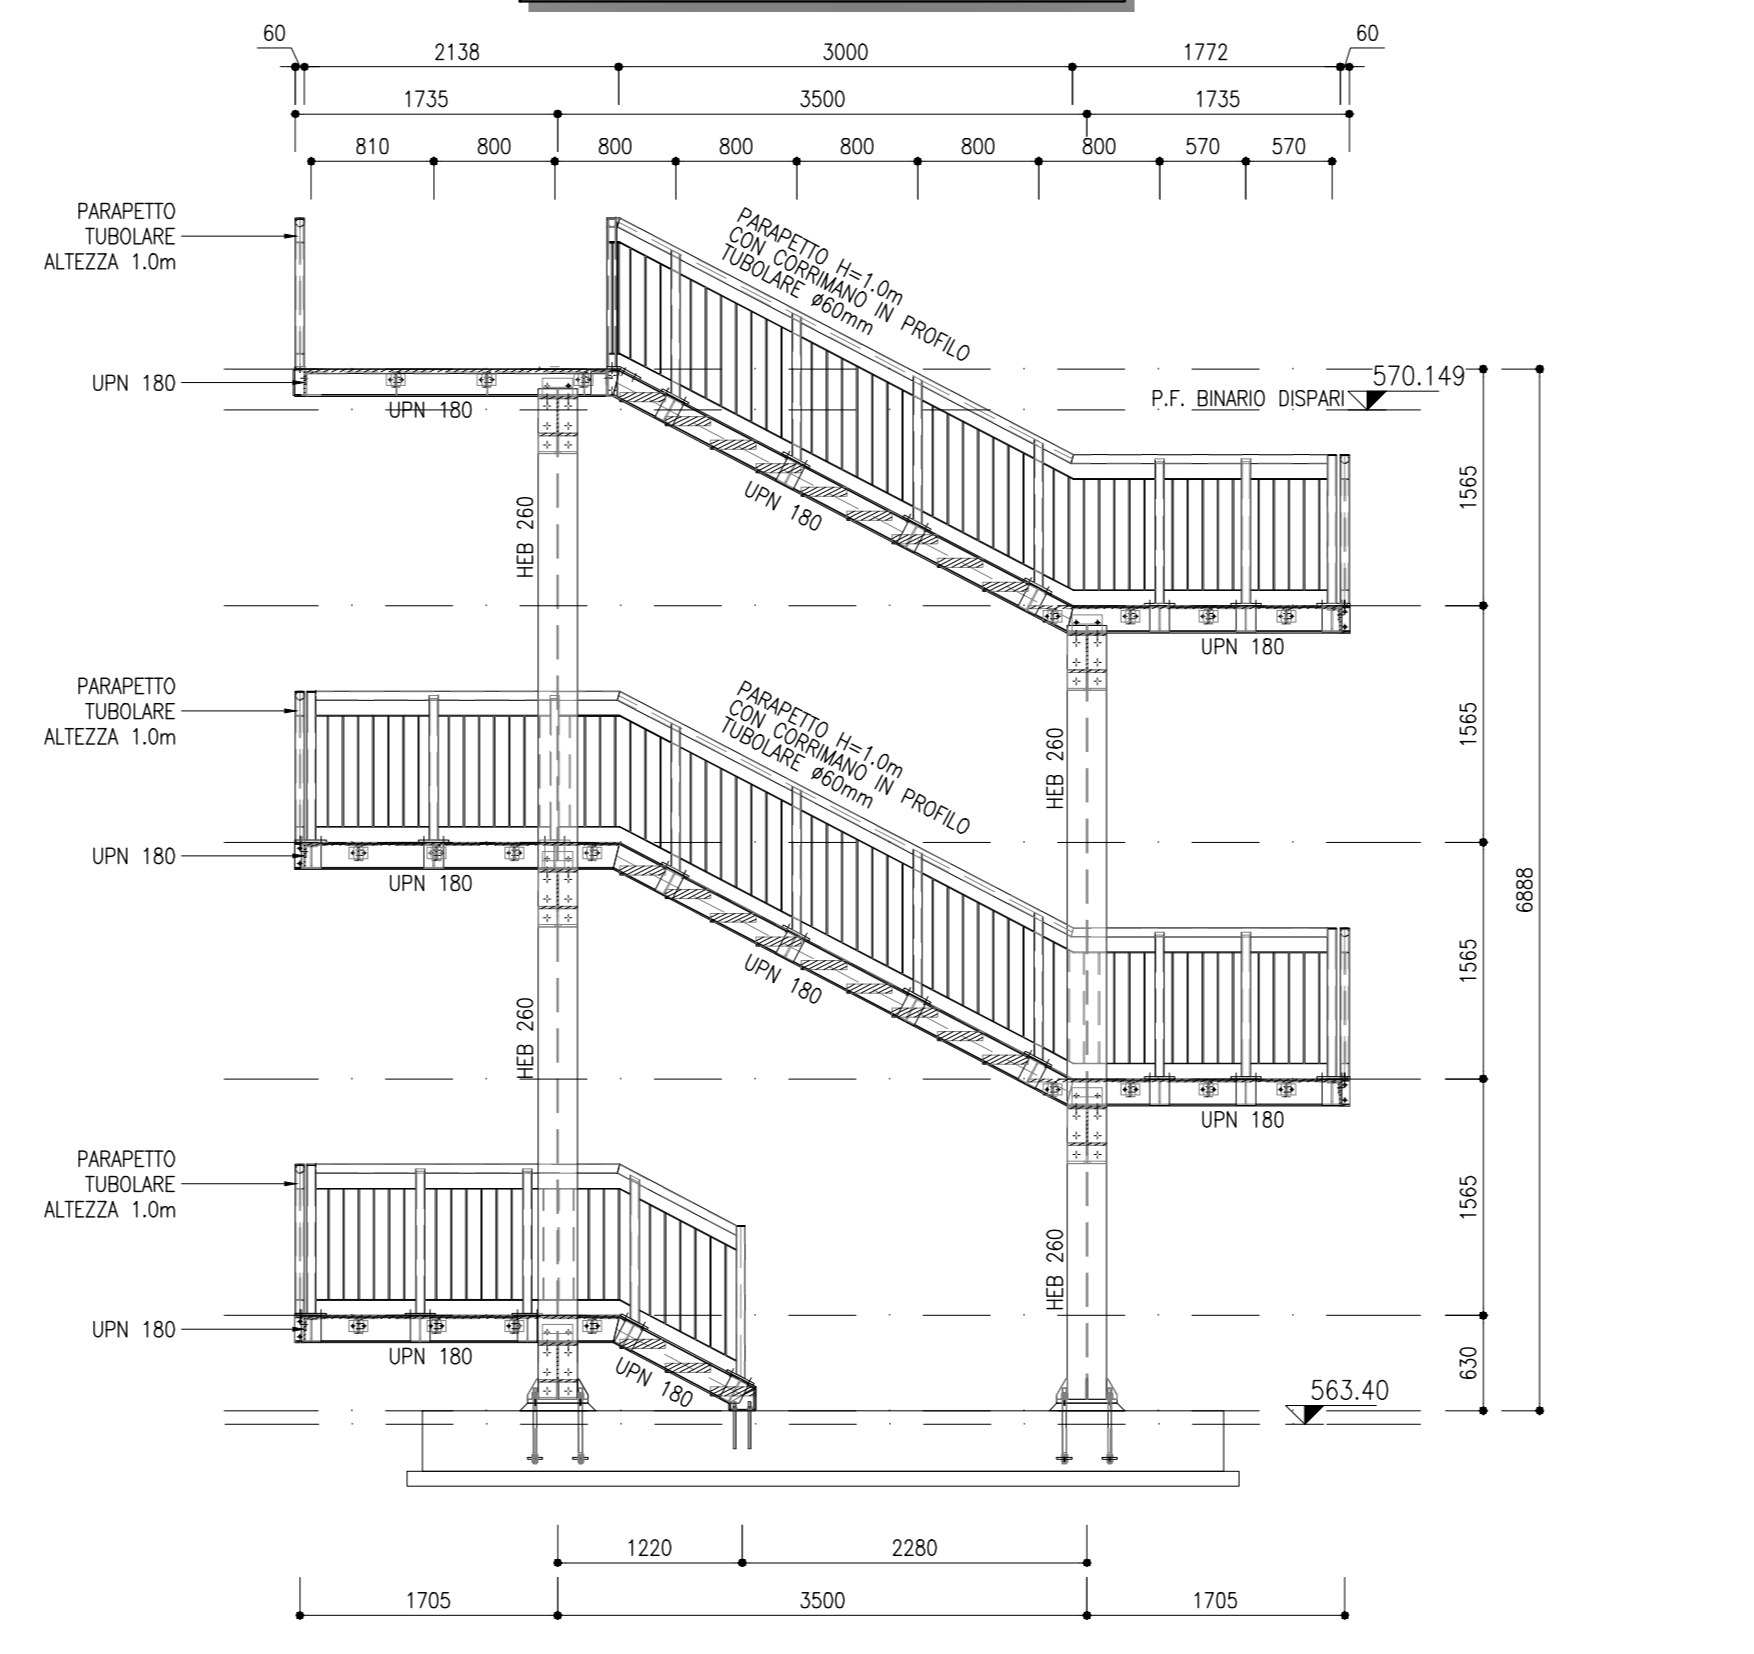 60
2138
3000
1772
60
1735
3500
1735
810
800
800
800
800
800
800
570
570
PARAPETTO
TUBOLARE
ALTEZZA 1.0m
PARAPETTO H=1.0m
CON CORRIMANO IN PROFILO
TUBOLARE ø60mm
UPN 180
UPN 180
570.149
P.F. BINARIO DISPARI
HEB 260
UPN 180
1565
UPN 180
PARAPETTO
TUBOLARE
ALTEZZA 1.0m
PARAPETTO H=1.0m
CON CORRIMANO IN PROFILO
TUBOLARE ø60mm
HEB 260
1565
UPN 180
UPN 180
6888
HEB 260
UPN 180
1565
UPN 180
PARAPETTO
TUBOLARE
ALTEZZA 1.0m
HEB 260
1565
UPN 180
UPN 180
UPN 180
630
563.40
1220
2280
1705
3500
1705